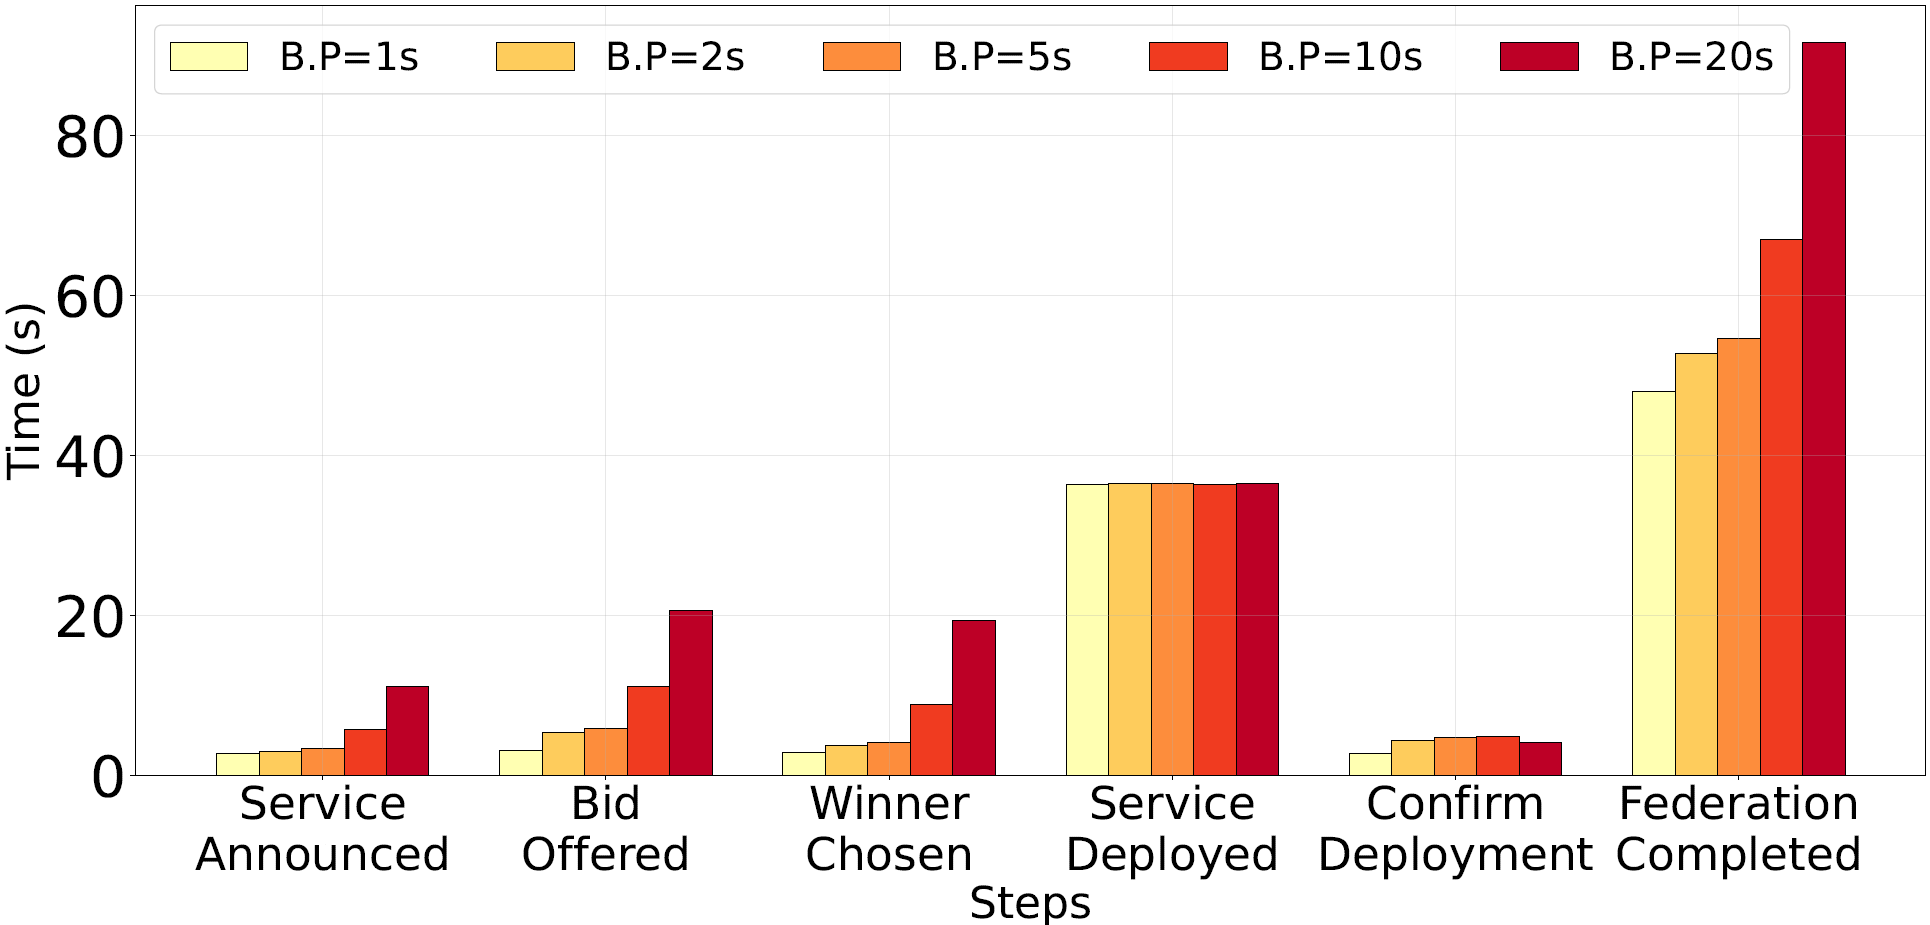 B.P=1s B.P=2s B.P=5s B.P=10s B.P=20s
Time (s)
80
60
40
20
0
Service Announced
Bid Offered
Winner Chosen
Service Deployed
Confirm Deployment
Federation Completed
Steps